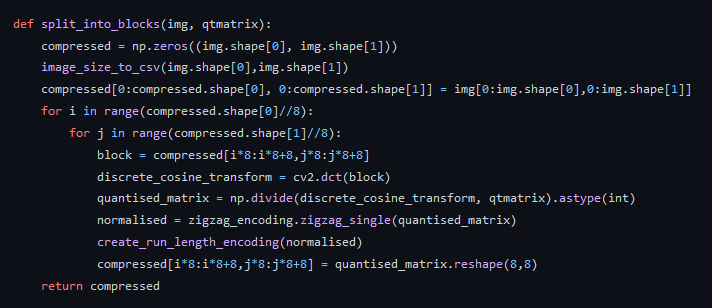 def split_into_blocks(img, qtmatrix):
    compressed = np.zeros((img.shape[0], img.shape[1]))
    image_size_to_csv(img.shape[0],img.shape[1])
    compressed[0:compressed.shape[0], 0:compressed.shape[1]] = img[0:img.shape[0],0:img.shape[1]]
    for i in range(compressed.shape[0]//8):
        for j in range(compressed.shape[1]//8):
            block = compressed[i*8:i*8+8,j*8:j*8+8]
            discrete_cosine_transform = cv2.dct(block)
            quantised_matrix = np.divide(discrete_cosine_transform, qtmatrix).astype(int)
            normalised = zigzag_encoding.zigzag_single(quantised_matrix)
            create_run_length_encoding(normalised)
            compressed[i*8:i*8+8,j*8:j*8+8] = quantised_matrix.reshape(8,8)
    return compressed